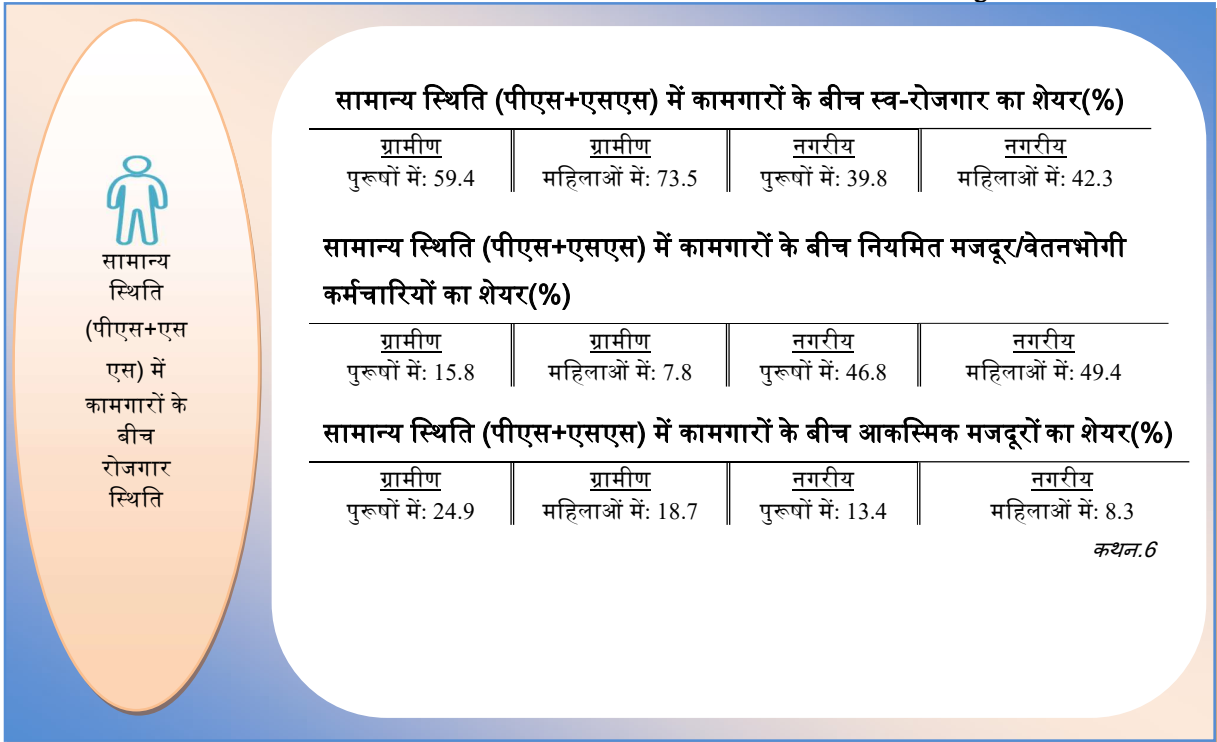 सामान्य
स्थिति
(पीएस+एस
एस) में
कामगारों के
बीच
रोजगार
स्थिति
सामान्य स्थिति (पीएस+एसएस) में कामगारों के बीच स्व-रोजगार का शेयर(%)
ग्रामीण ग्रामीण नगरीय नगरीय
पुरूषों में: 59.4 महिलाओं में: 73.5 पुरूषों में: 39.8 महिलाओं में: 42.3
सामान्य स्थिति (पीएस+एसएस) में कामगारों के बीच नियमित मजदूर/वेतनभोगी
कर्मचारियों का शेयर(%)
ग्रामीण ग्रामीण नगरीय नगरीय
पुरूषों में: 15.8 महिलाओं में: 7.8 पुरूषों में: 46.8 महिलाओं में: 49.4
सामान्य स्थिति (पीएस+एसएस) में कामगारों के बीच आकस्मिक मजदूरों का शेयर(%)
ग्रामीण ग्रामीण नगरीय नगरीय
पुरूषों में: 24.9 महिलाओं में: 18.7 पुरूषों में: 13.4 महिलाओं में: 8.3
कथन.6